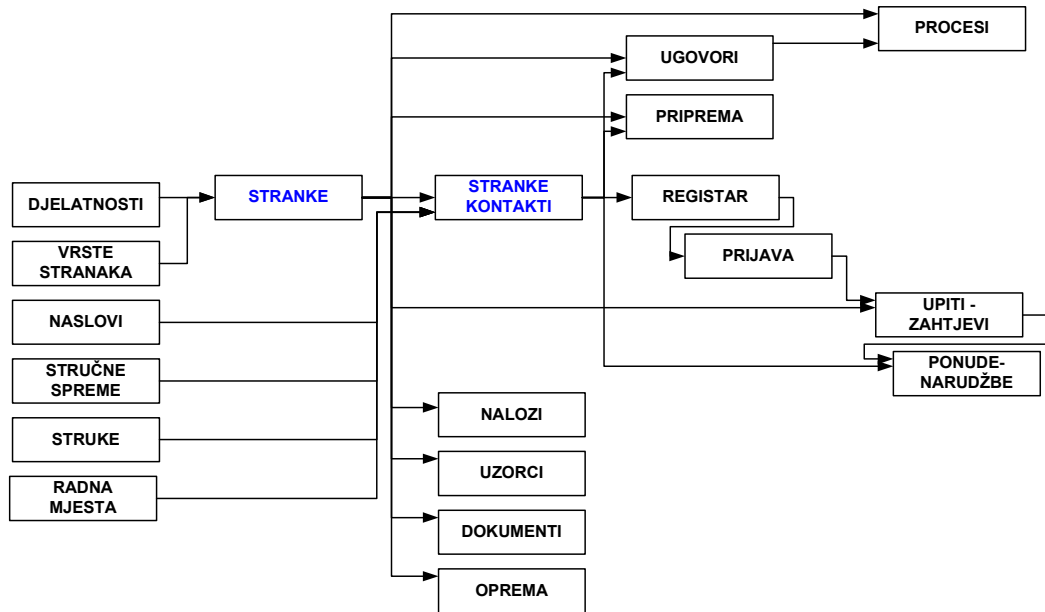 PROCESI
UGOVORI
PRIPREMA
DJELATNOSTI
STRANKE
STRANKE
KONTAKTI
REGISTAR
VRSTE
STRANAKA
PRIJAVA
NASLOVI
UPITI -
ZAHTJEVI
STRUČNE
SPREME
PONUDE-
NARUDŽBE
NALOZI
STRUKE
UZORCI
RADNA
MJESTA
DOKUMENTI
OPREMA